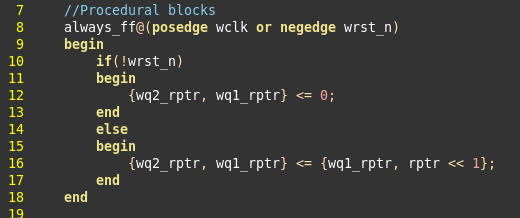 7 //Procedural blocks
8 always_ff@(posedge wclk or negedge wrst_n)
9 begin
10 if(!wrst_n)
11 begin
12 {wq2_rptr, wq1_rptr} <= 0;
13 end
14 else
15 begin
16 {wq2_rptr, wq1_rptr} <= {wq1_rptr, rptr << 1};
17 end
18 end
19